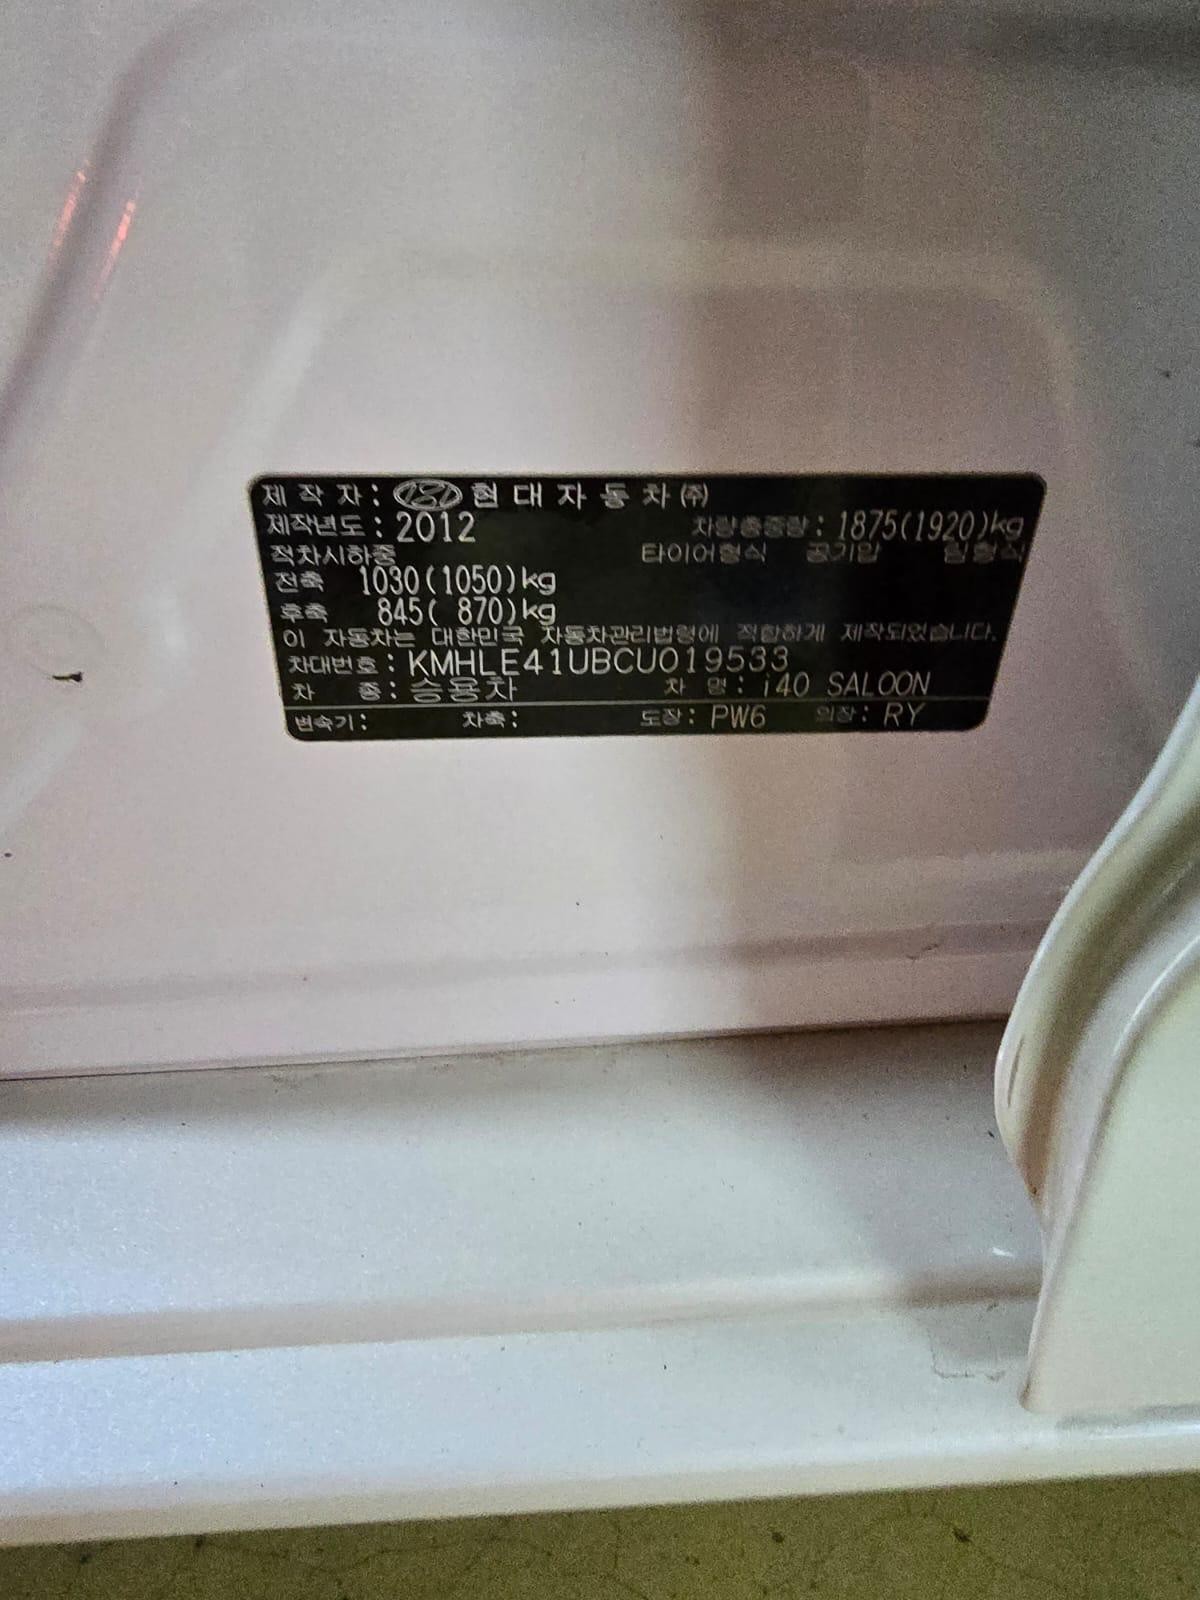 제 작 자 : 현 대 자 동 차 ㈜
제작년도 : 2012 차량총중량 : 1875(1920)kg
적차시하중 타이어형식 공기압 림형식
전축 1030(1050)kg
후축 845( 870)kg
이 자동차는 대한민국 자동차관리법령에 적합하게 제작되었습니다.
차대번호 : KMHLE41UBCU019533
차 종 : 승용차 차 명 : i40 SALOON
변속기 : 차축 : 도장 : PW6 의장 : RY